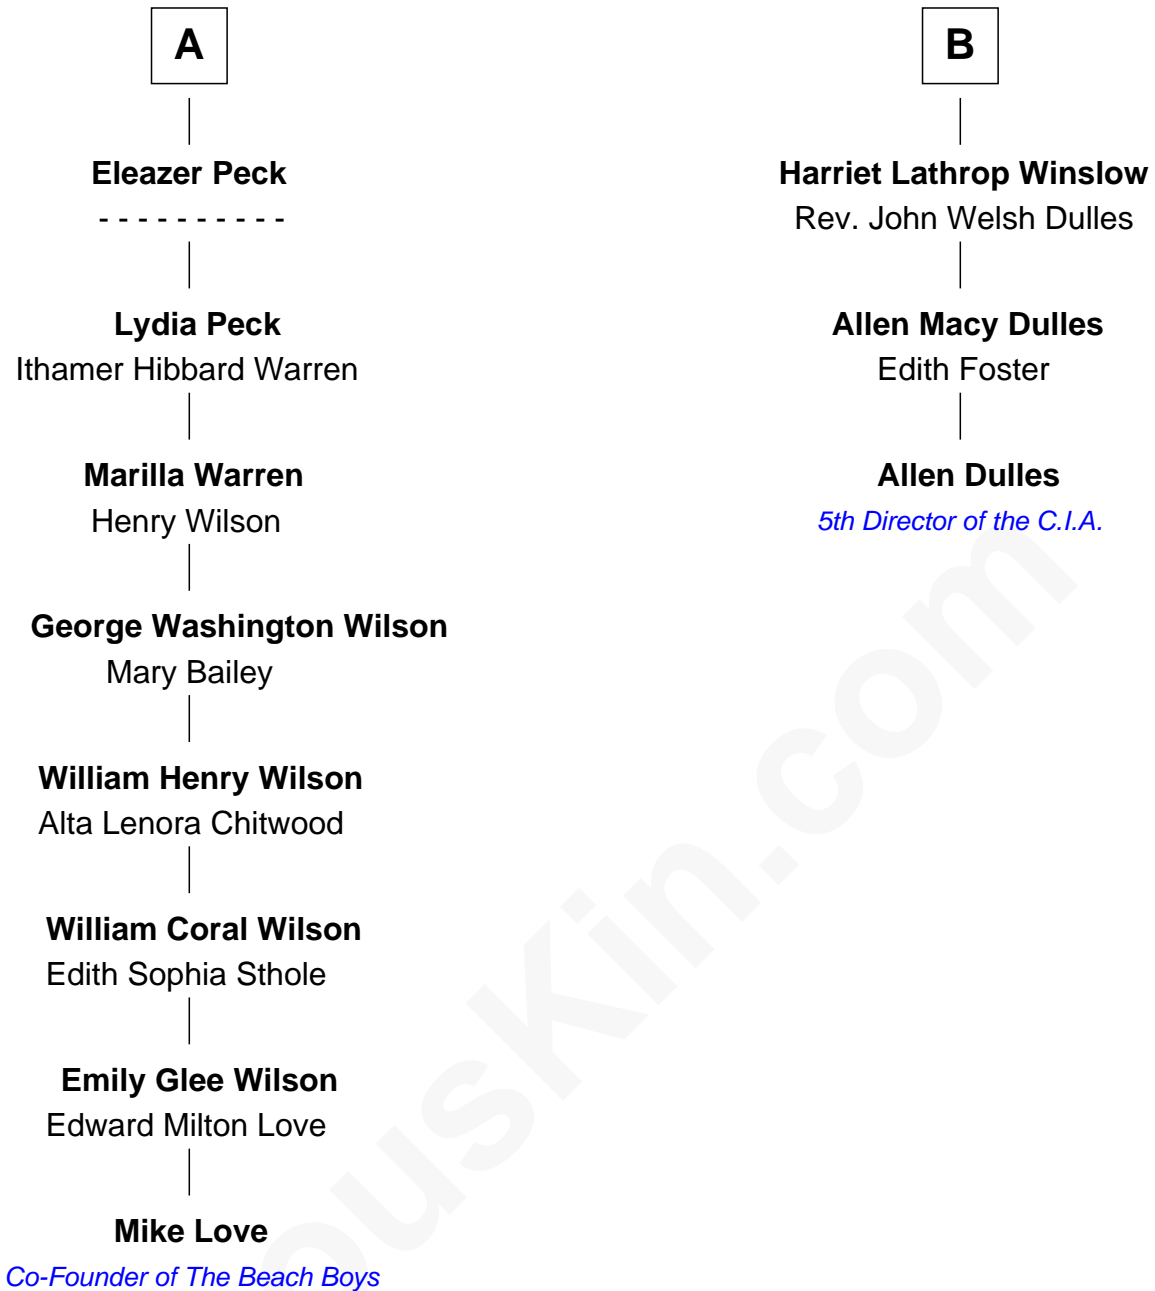 A
Eleazer Peck
- - - - - - - - - -
Lydia Peck
Ithamer Hibbard Warren
Marilla Warren
Henry Wilson
George Washington Wilson
Mary Bailey
William Henry Wilson
Alta Lenora Chitwood
William Coral Wilson
Edith Sophia Sthole
Emily Glee Wilson
Edward Milton Love
Mike Love
Co-Founder of The Beach Boys
B
Harriet Lathrop Winslow
Rev. John Welsh Dulles
Allen Macy Dulles
Edith Foster
Allen Dulles
5th Director of the C.I.A.
ousKin.com